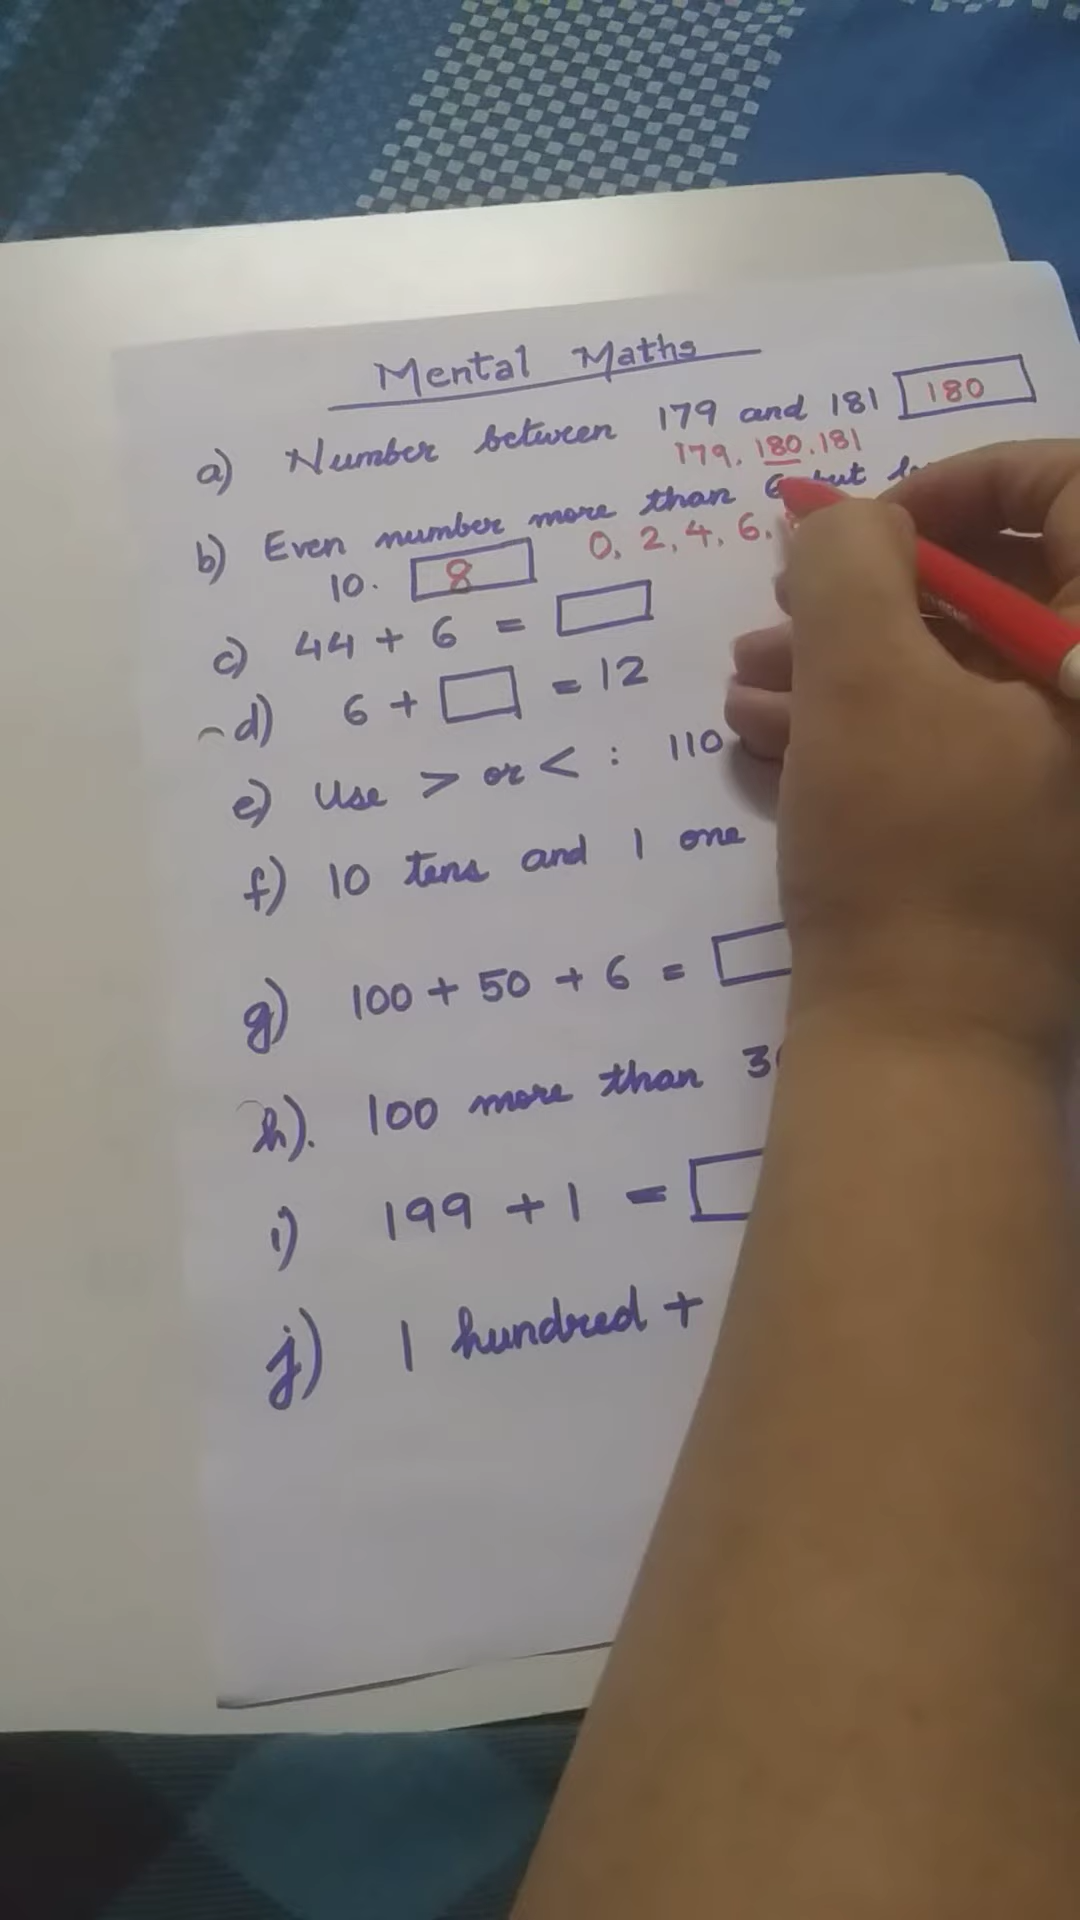 Mental Maths
a) Number between 179 and 181 180
179, 180, 181
b) Even number more than 6 but
0, 2, 4, 6,
10. 8
c) 44 + 6 =
d) 6 + = 12
e) Use > or < : 110
f) 10 tens and 1 one
g) 100 + 50 + 6 =
h). 100 more than
i) 199 + 1 =
j) 1 hundred +